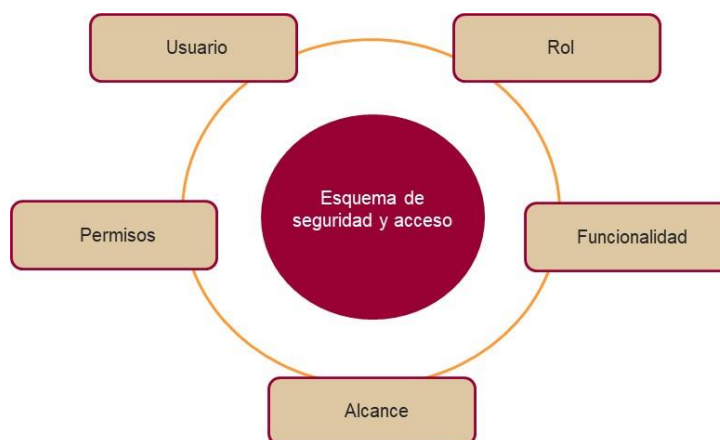 Usuario
Rol
Esquema de
seguridad y acceso
Permisos
Funcionalidad
Alcance